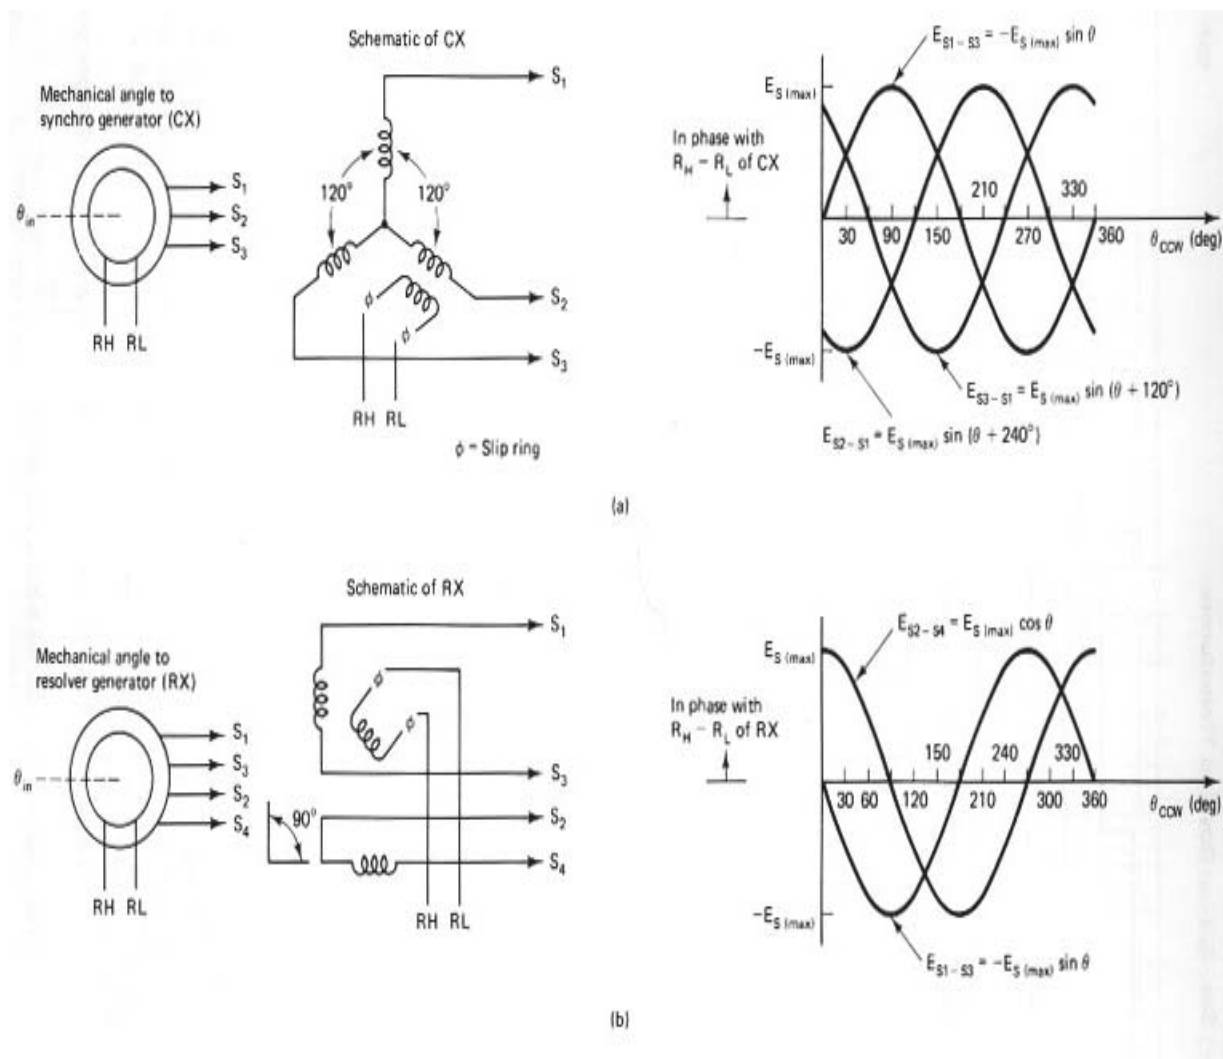 Schematic of CX
Mechanical angle to
synchro generator (CX)
θin
S1
S2
S3
RH RL
120° 120°
S1
S2
S3
ϕ
ϕ
RH RL
ϕ = Slip ring
ES1 – S3 = –ES (max) sin θ
ES (max)
In phase with
RH – RL of CX
210 330
30 90 150 270 360 θCCW (deg)
–ES (max)
ES3 – S1 = ES (max) sin (θ + 120°)
ES2 – S1 = ES (max) sin (θ + 240°)
(a)
Schematic of RX
Mechanical angle to
resolver generator (RX)
θin
S1
S3
S2
S4
RH RL
S1
ϕ
ϕ
S3
S2
90°
S4
RH RL
ES2 – S4 = ES (max) cos θ
ES (max)
In phase with
RH – RL of RX
150 240 330
30 60 120 210 300 360 θCCW (deg)
–ES (max)
ES1 – S3 = –ES (max) sin θ
(b)